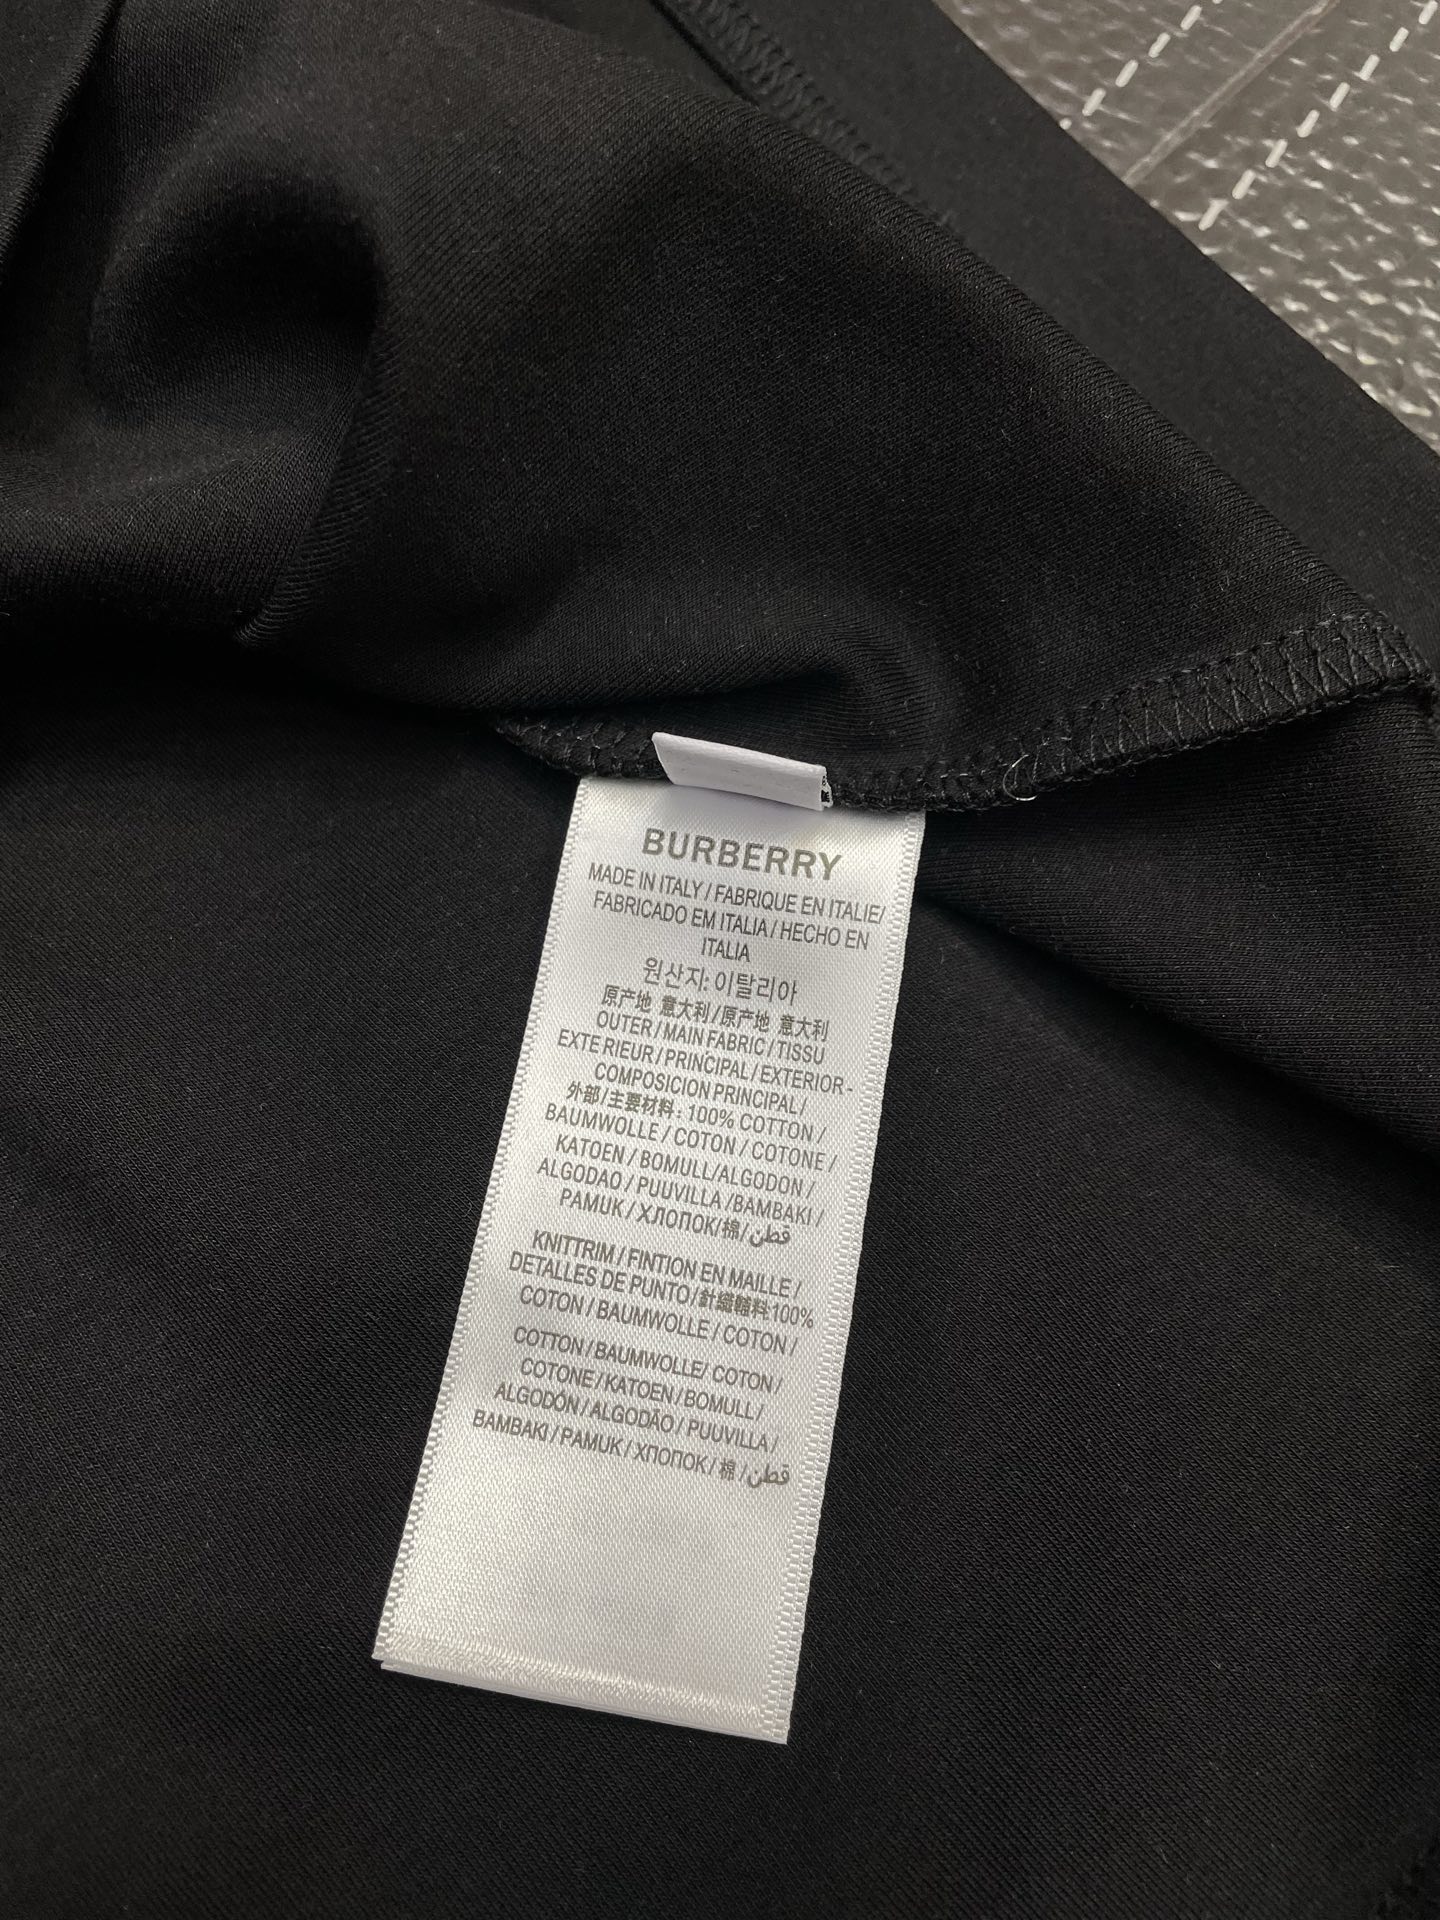 BURBERRY
MADE IN ITALY / FABRIQUE EN ITALIE/
FABRICADO EM ITALIA / HECHO EN
ITALIA
원산지: 이탈리아
原产地 意大利 / 原产地 意大利
OUTER / MAIN FABRIC / TISSU
EXTE RIEUR / PRINCIPAL / EXTERIOR -
COMPOSICION PRINCIPAL /
外部 / 主要材料: 100% COTTON /
BAUMWOLLE / COTON / COTONE /
KATOEN / BOMULL/ALGODON /
ALGODAO / PUUVILLA /BAMBAKI /
PAMUK / ХЛОПОК/ 棉 / قطن
KNITTRIM / FINTION EN MAILLE /
DETALLES DE PUNTO / 針織輔料:100%
COTON / BAUMWOLLE / COTON /
COTTON / BAUMWOLLE/ COTON /
COTONE / KATOEN / BOMULL /
ALGODÓN / ALGODÃO / PUUVILLA /
BAMBAKI / PAMUK / ХПОПОК / 棉 / قطن